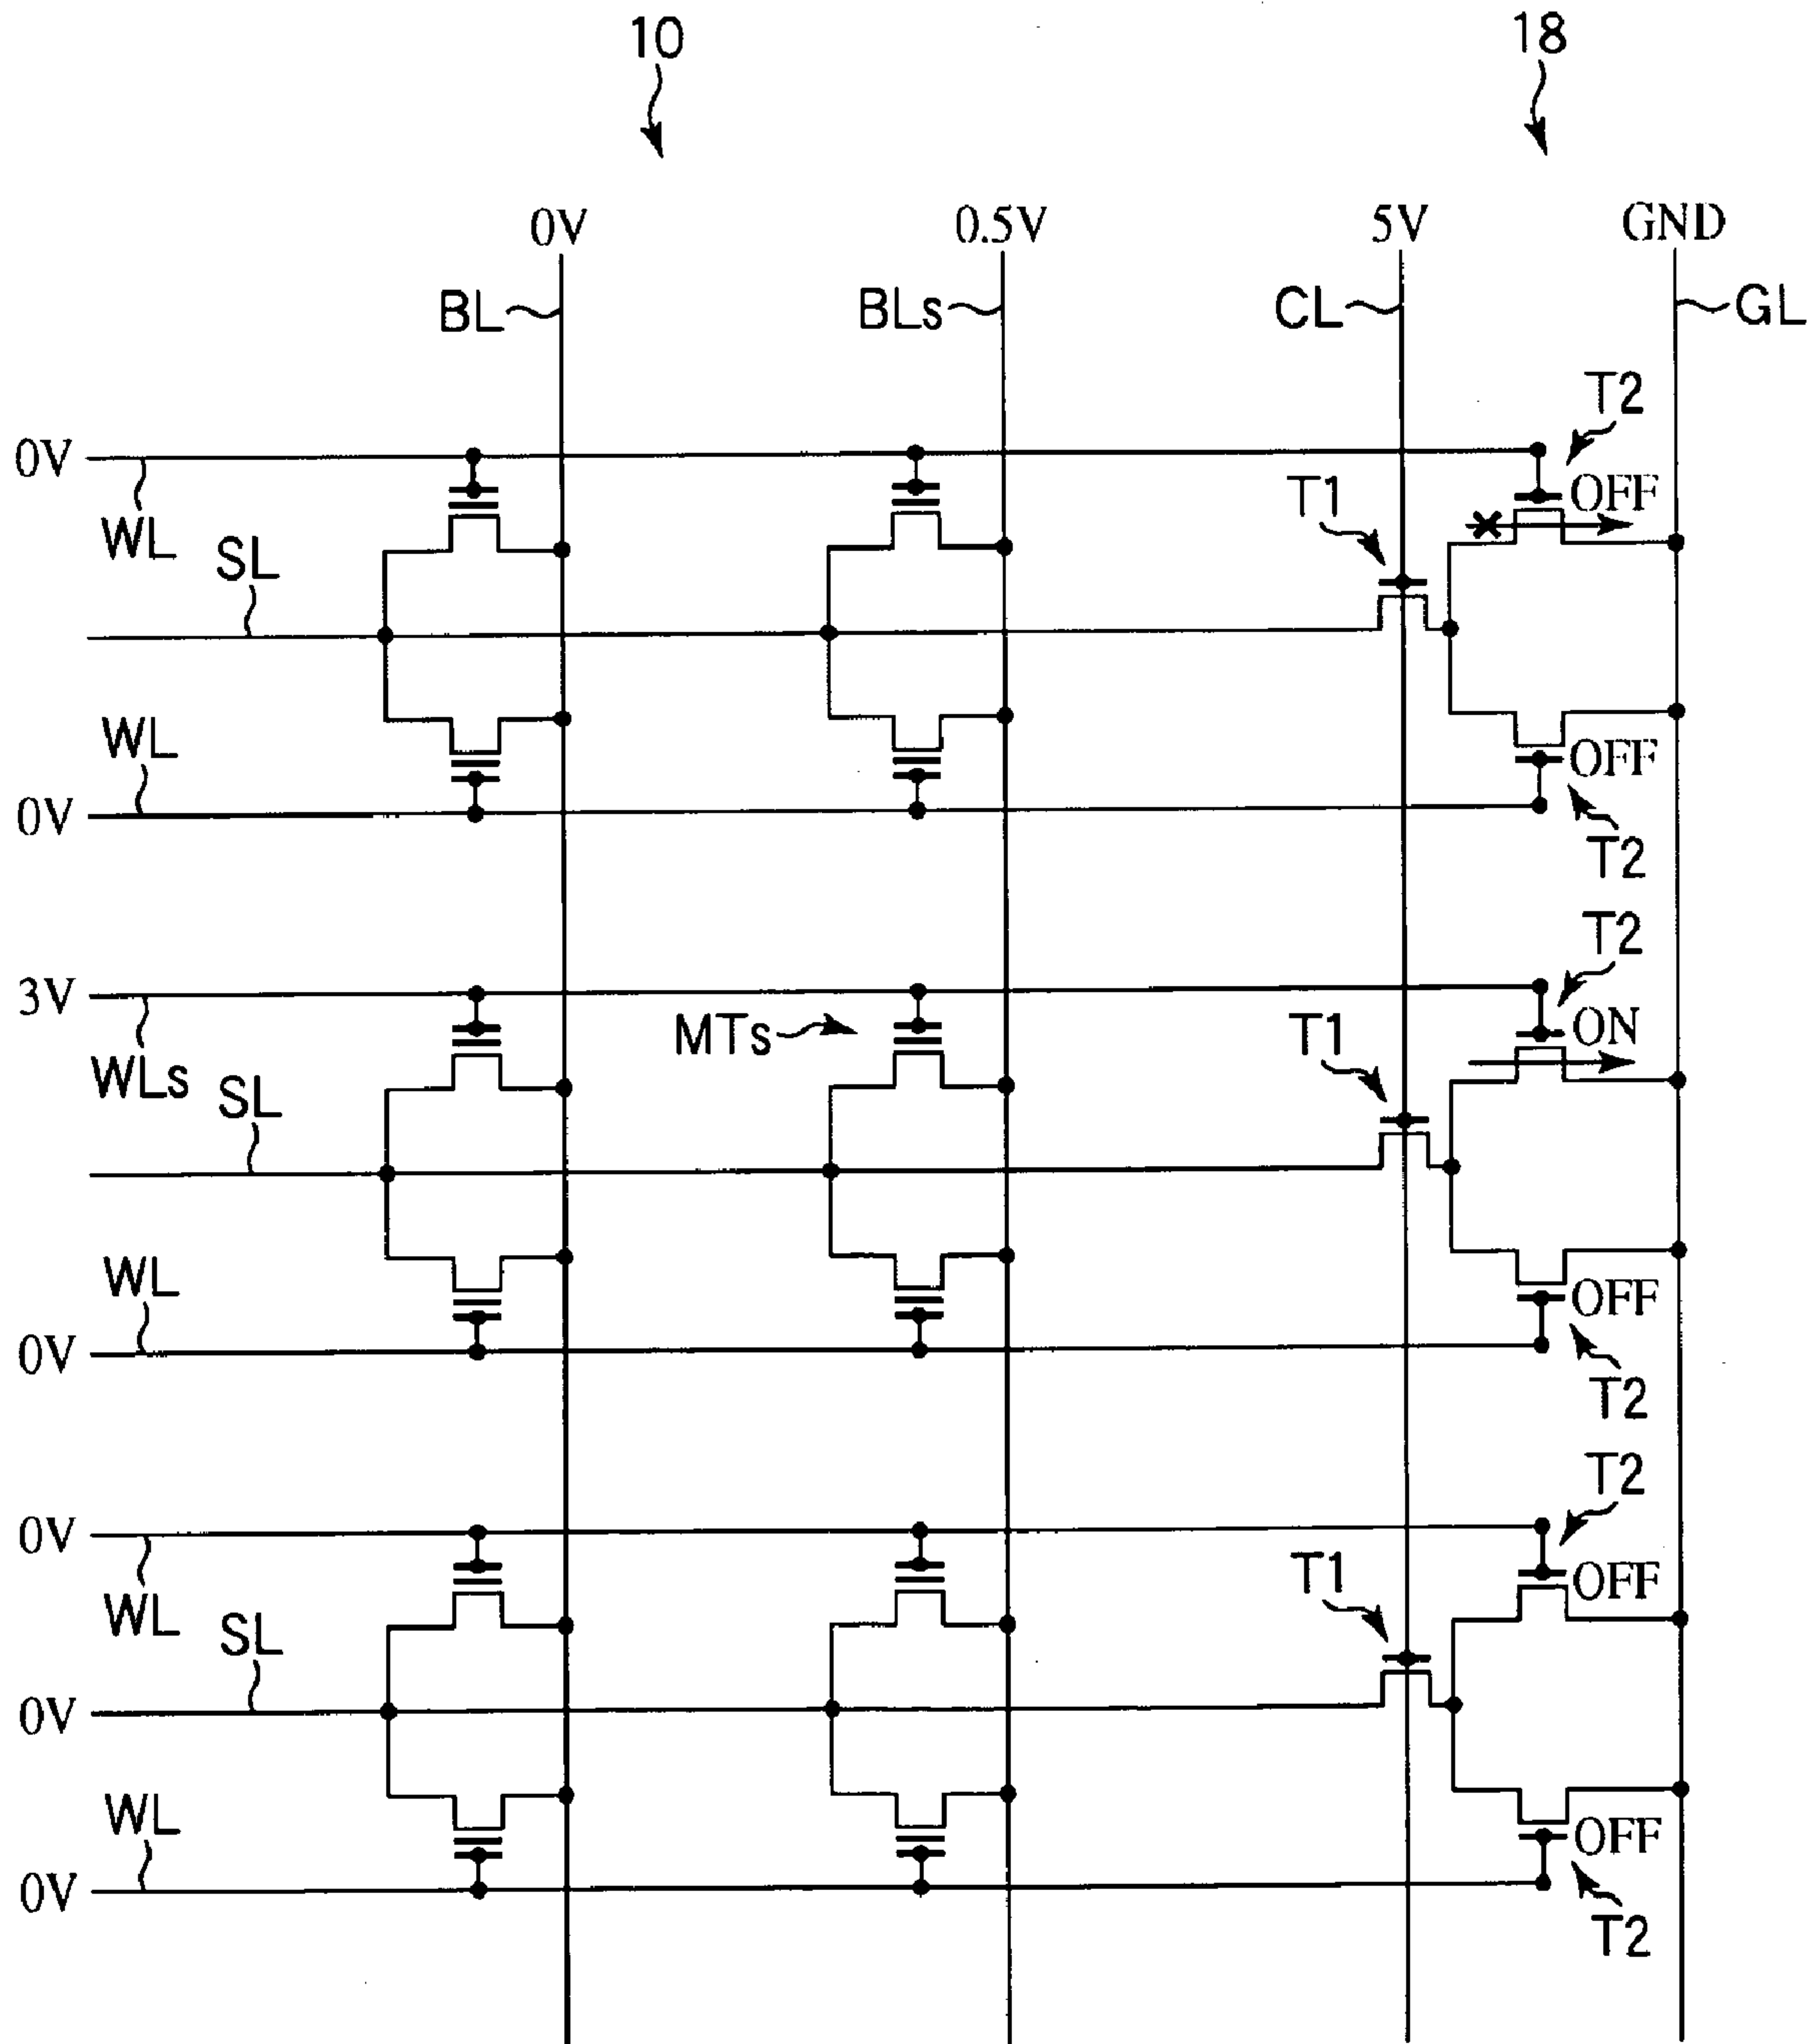 10 18
0V 0.5V 5V GND
BL BLs CL GL
T2
0V OFF
T1
WL
SL
WL
OFF
0V
T2
T2
3V ON
MTs T1
WLs
SL
WL
OFF
0V
T2
T2
0V
OFF
T1
WL
SL
0V
WL
OFF
0V
T2